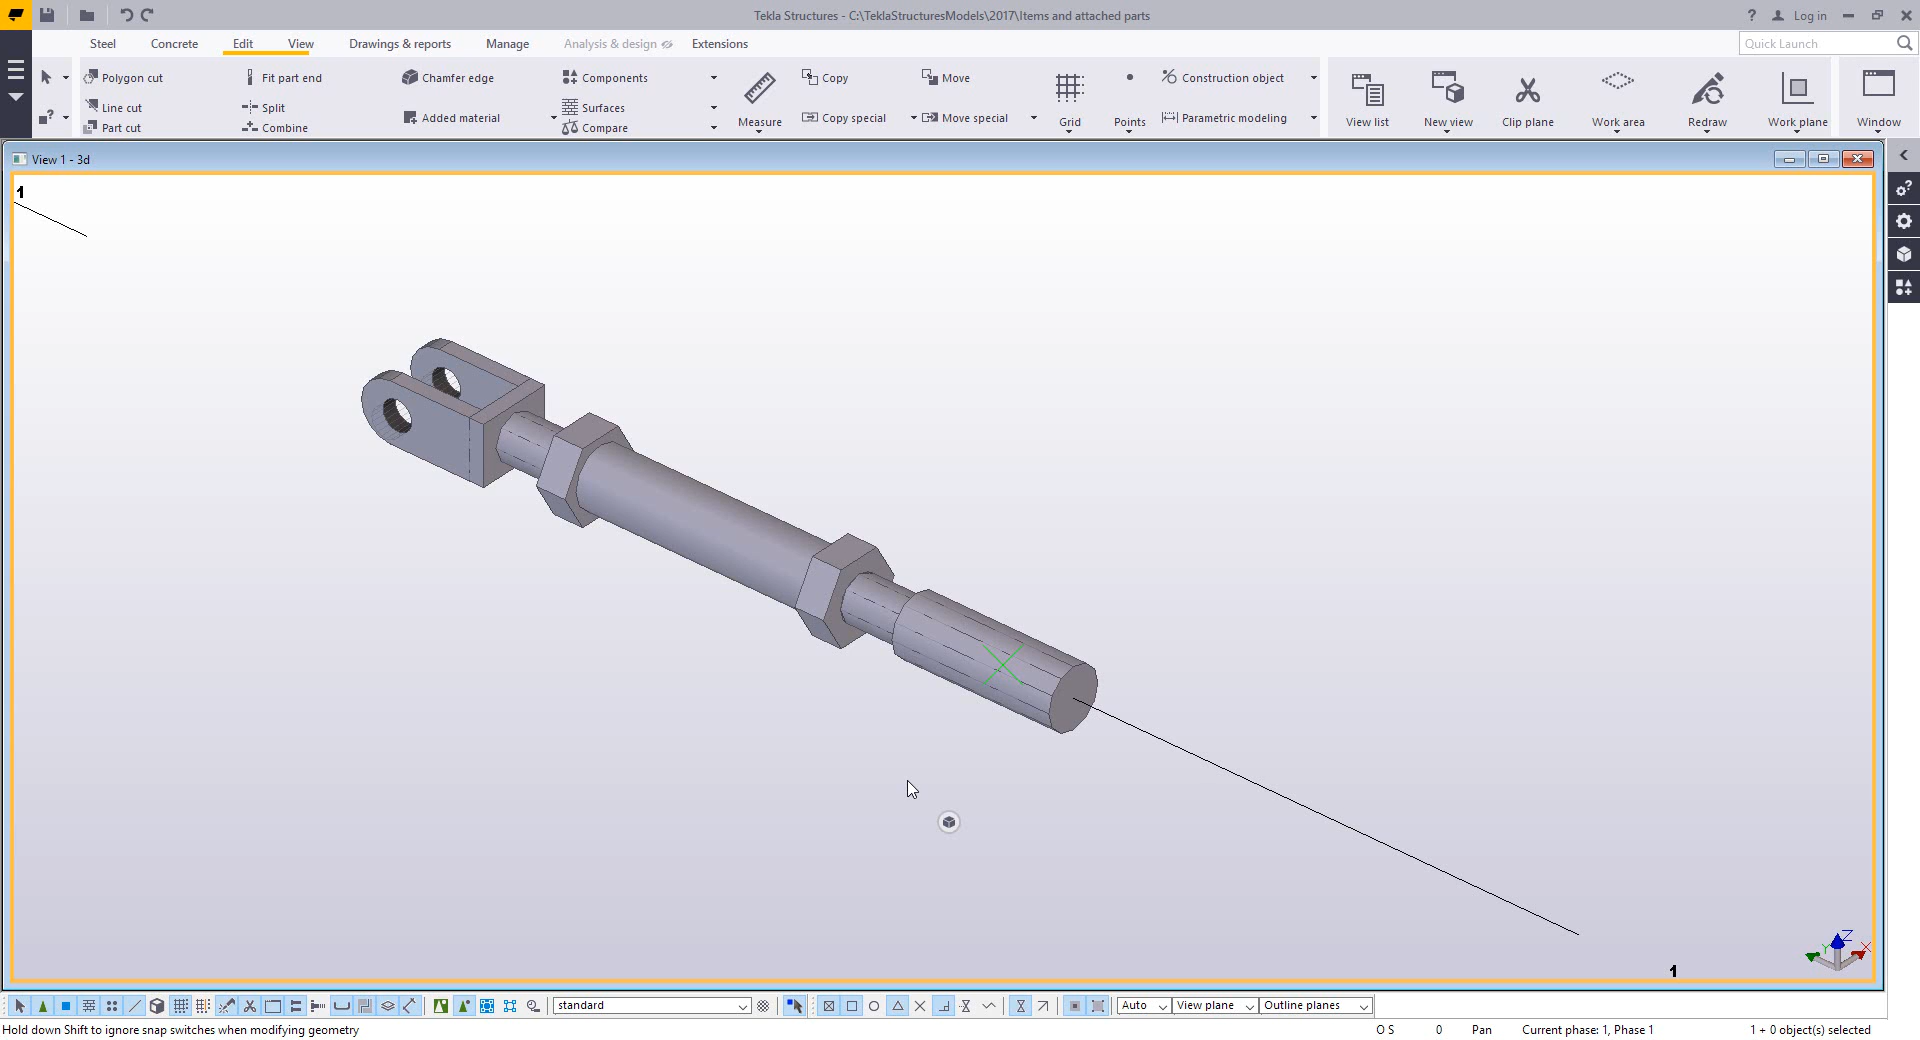 Tekla Structures - C:\TeklaStructuresModels\2017\Items and attached parts
? Log in
Steel Concrete Edit View Drawings & reports Manage Analysis & design Extensions
Quick Launch
Polygon cut Fit part end Chamfer edge Components Copy Move Construction object
Line cut Split Surfaces
Added material Copy special Move special Parametric modeling
Part cut Combine Compare
Measure Grid Points View list New view Clip plane Work area Redraw Work plane Window
View 1 - 3d
1
Z
Y X
1
standard Auto View plane Outline planes
Hold down Shift to ignore snap switches when modifying geometry O S 0 Pan Current phase: 1, Phase 1 1 + 0 object(s) selected